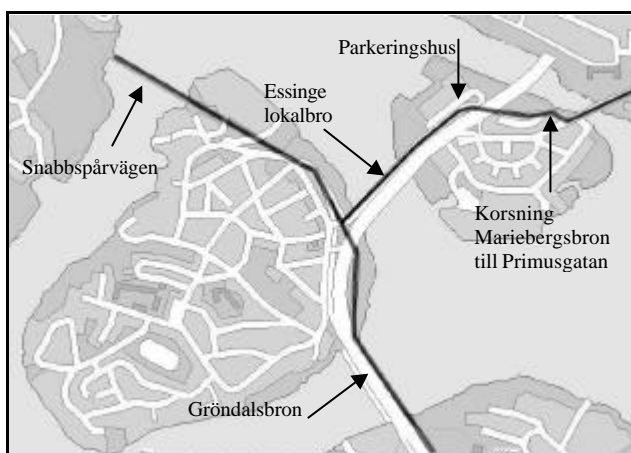 Parkeringshus
Essinge
lokalbro
Snabbspårvägen
Korsning
Mariebergsbron
till Primusgatan
Gröndalsbron